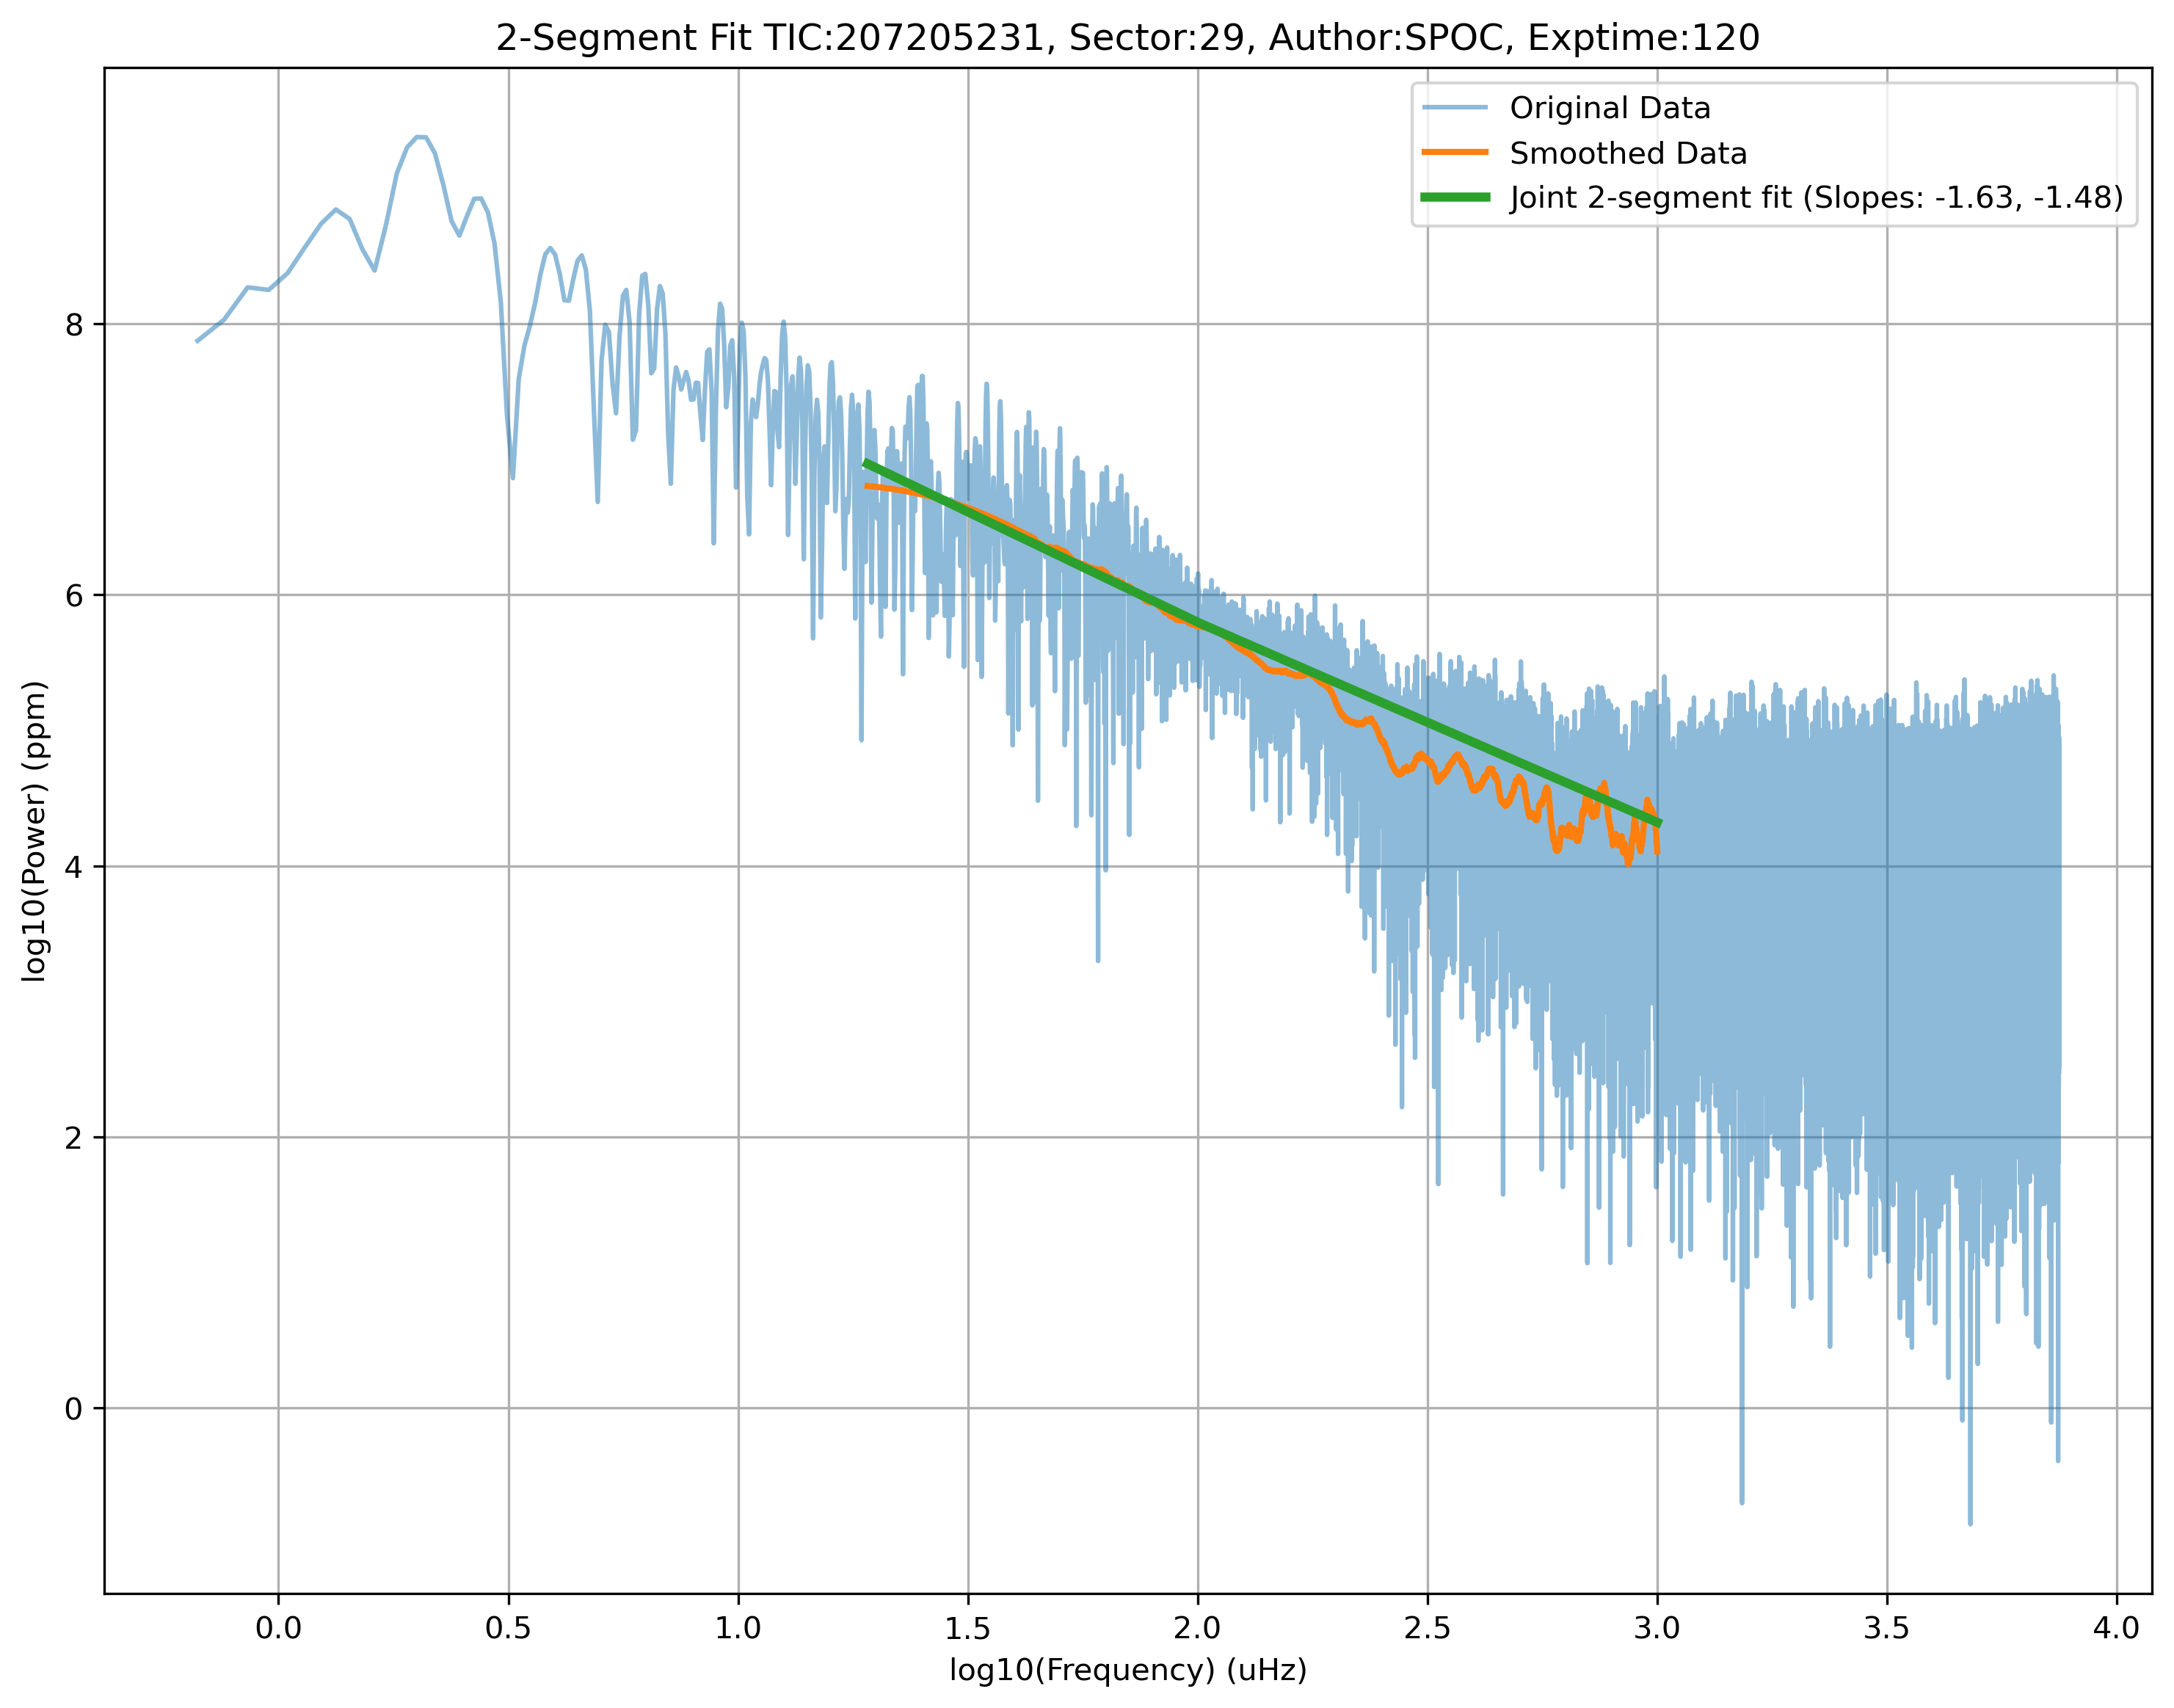 2-Segment Fit TIC:207205231, Sector:29, Author:SPOC, Exptime:120
Original Data
Smoothed Data
Joint 2-segment fit (Slopes: -1.63, -1.48)
log10(Power) (ppm)
8
6
4
2
0
0.0 0.5 1.0 1.5 2.0 2.5 3.0 3.5 4.0
log10(Frequency) (uHz)